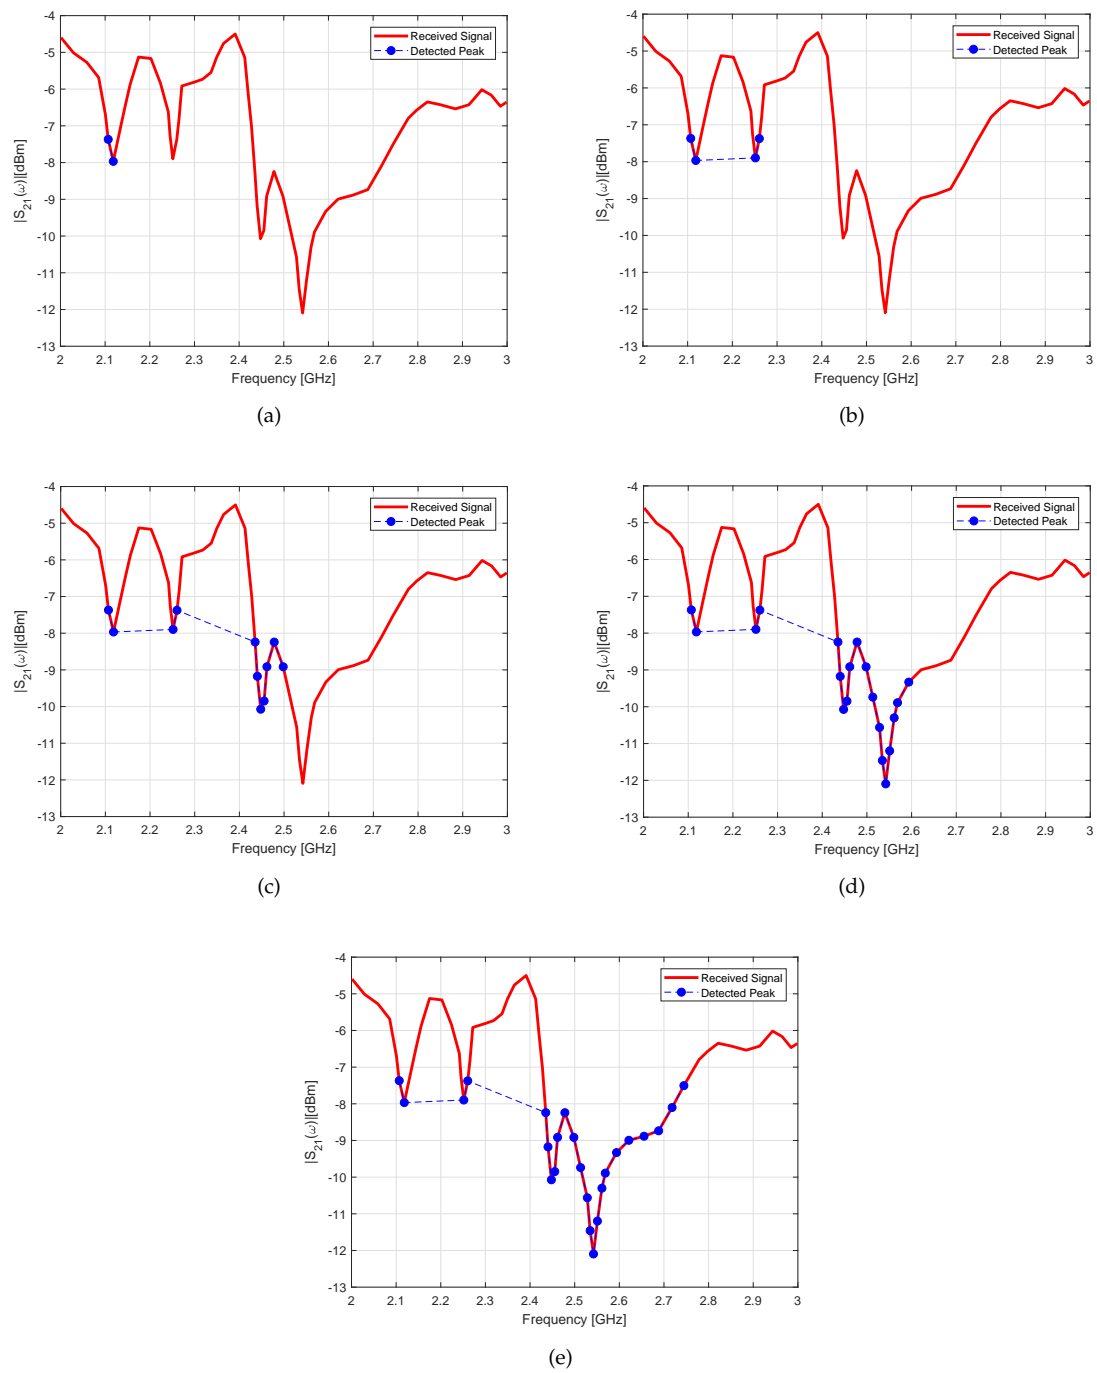 -4
-5
-6
-7
-8
-9
-10
-11
-12
-13
2 2.1 2.2 2.3 2.4 2.5 2.6 2.7 2.8 2.9 3
Frequency [GHz]
|S21(ω)|[dBm]
Received Signal
Detected Peak
(a)
-4
-5
-6
-7
-8
-9
-10
-11
-12
-13
2 2.1 2.2 2.3 2.4 2.5 2.6 2.7 2.8 2.9 3
Frequency [GHz]
|S21(ω)|[dBm]
Received Signal
Detected Peak
(b)
-4
-5
-6
-7
-8
-9
-10
-11
-12
-13
2 2.1 2.2 2.3 2.4 2.5 2.6 2.7 2.8 2.9 3
Frequency [GHz]
|S21(ω)|[dBm]
Received Signal
Detected Peak
(c)
-4
-5
-6
-7
-8
-9
-10
-11
-12
-13
2 2.1 2.2 2.3 2.4 2.5 2.6 2.7 2.8 2.9 3
Frequency [GHz]
|S21(ω)|[dBm]
Received Signal
Detected Peak
(d)
-4
-5
-6
-7
-8
-9
-10
-11
-12
-13
2 2.1 2.2 2.3 2.4 2.5 2.6 2.7 2.8 2.9 3
Frequency [GHz]
|S21(ω)|[dBm]
Received Signal
Detected Peak
(e)